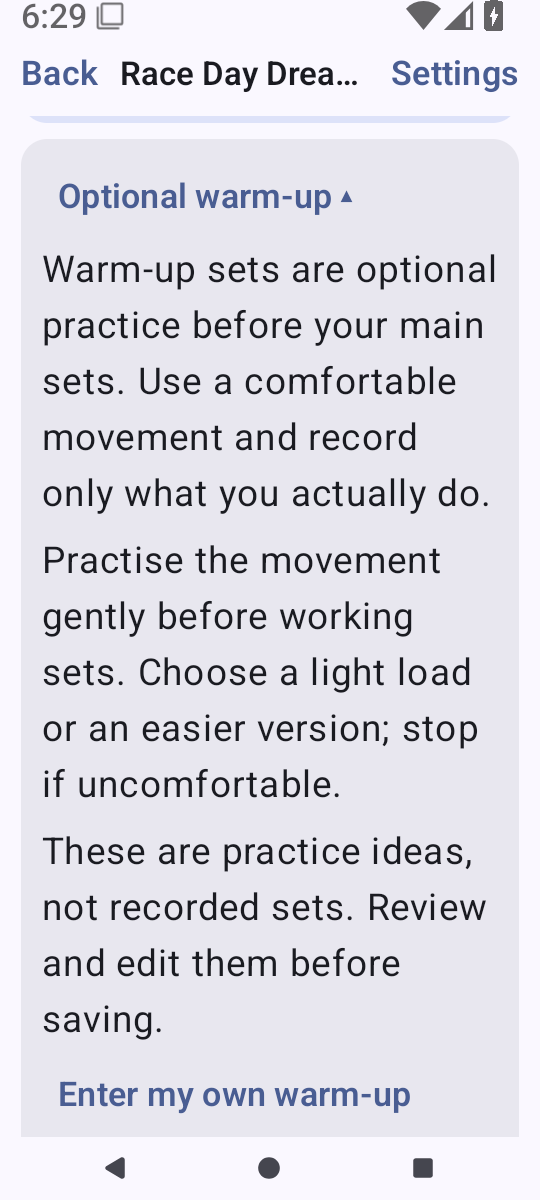 6:29
Back Race Day Drea... Settings
Optional warm-up ▲
Warm-up sets are optional
practice before your main
sets. Use a comfortable
movement and record
only what you actually do.
Practise the movement
gently before working
sets. Choose a light load
or an easier version; stop
if uncomfortable.
These are practice ideas,
not recorded sets. Review
and edit them before
saving.
Enter my own warm-up